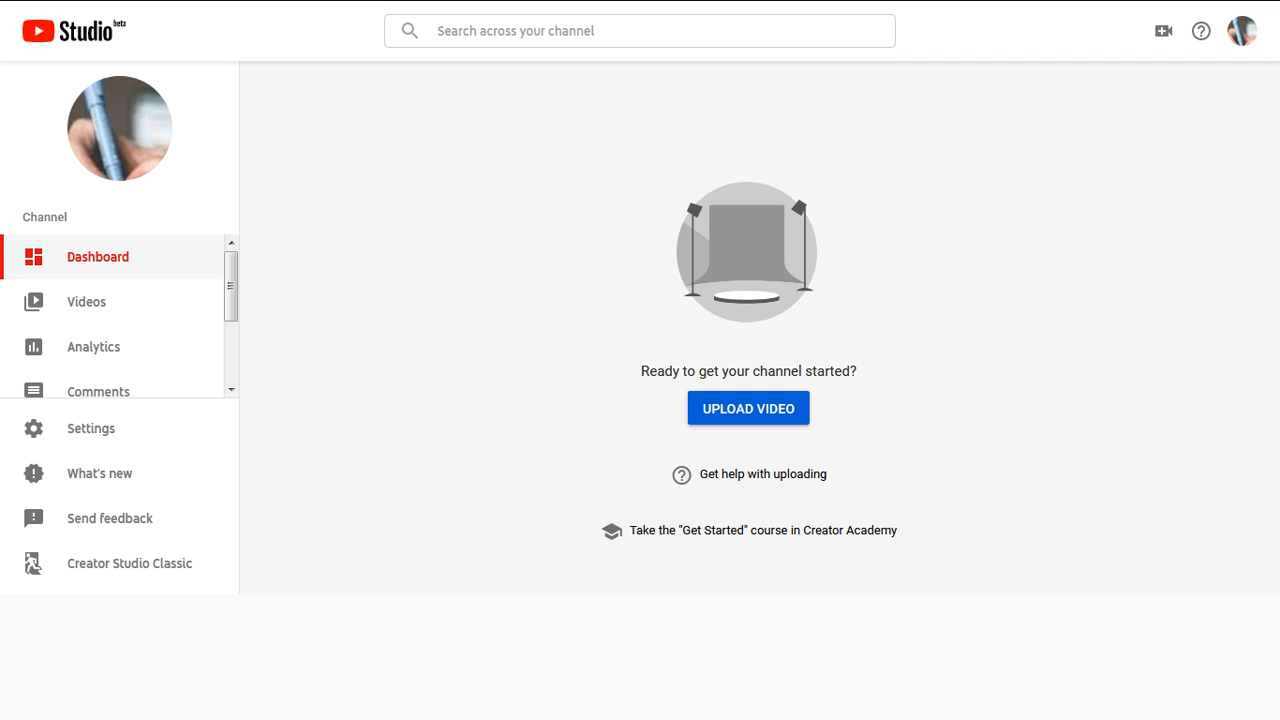 Studio beta
Search across your channel
Channel
Dashboard
Videos
Analytics
Comments
Settings
What's new
Send feedback
Creator Studio Classic
Ready to get your channel started?
UPLOAD VIDEO
Get help with uploading
Take the "Get Started" course in Creator Academy